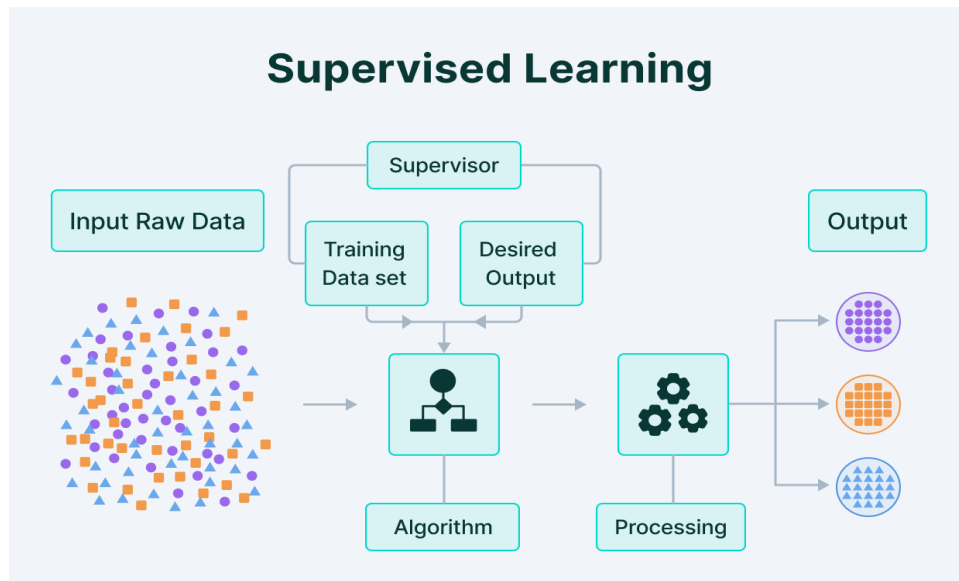 Supervised Learning
Supervisor
Input Raw Data
Training
Data set
Desired
Output
Output
Algorithm
Processing